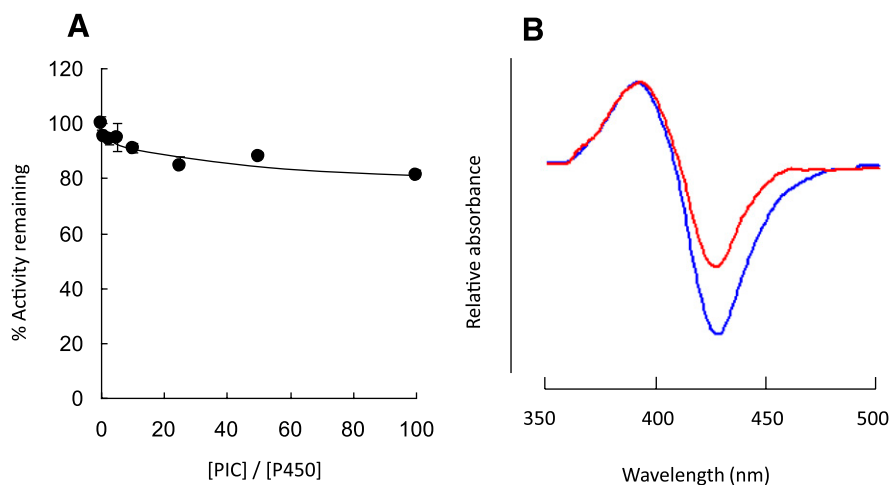 A
120
100
80
60
40
20
0
% Activity remaining
0 20 40 60 80 100
[PIC] / [P450]
B
Relative absorbance
350 400 450 500
Wavelength (nm)